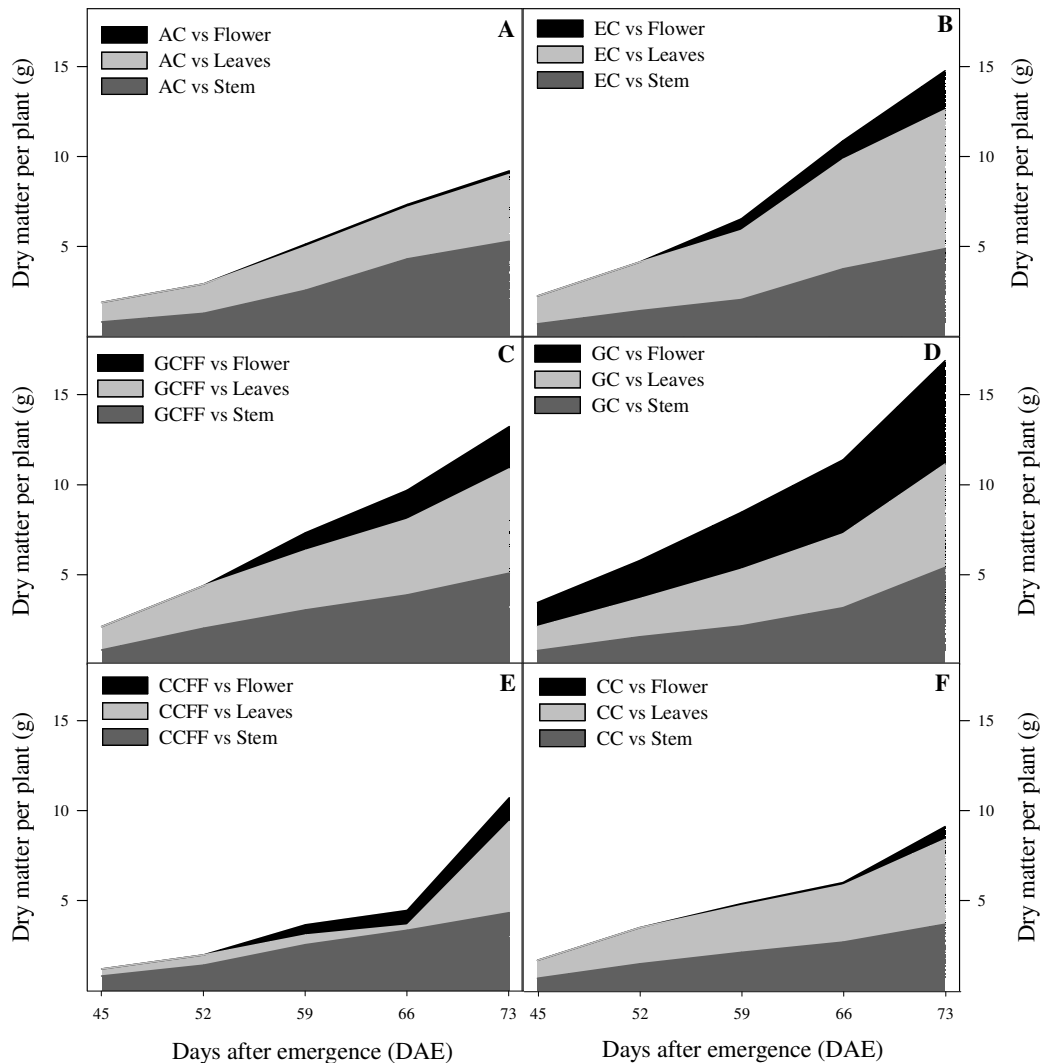 AC vs Flower
AC vs Leaves
AC vs Stem
A
Dry matter per plant (g)
15
10
5
EC vs Flower
EC vs Leaves
EC vs Stem
B
15
10
5
Dry matter per plant (g)
GCFF vs Flower
GCFF vs Leaves
GCFF vs Stem
C
Dry matter per plant (g)
15
10
5
GC vs Flower
GC vs Leaves
GC vs Stem
D
15
10
5
Dry matter per plant (g)
CCFF vs Flower
CCFF vs Leaves
CCFF vs Stem
E
Dry matter per plant (g)
15
10
5
45 52 59 66 73
Days after emergence (DAE)
CC vs Flower
CC vs Leaves
CC vs Stem
F
15
10
5
Dry matter per plant (g)
45 52 59 66 73
Days after emergence (DAE)